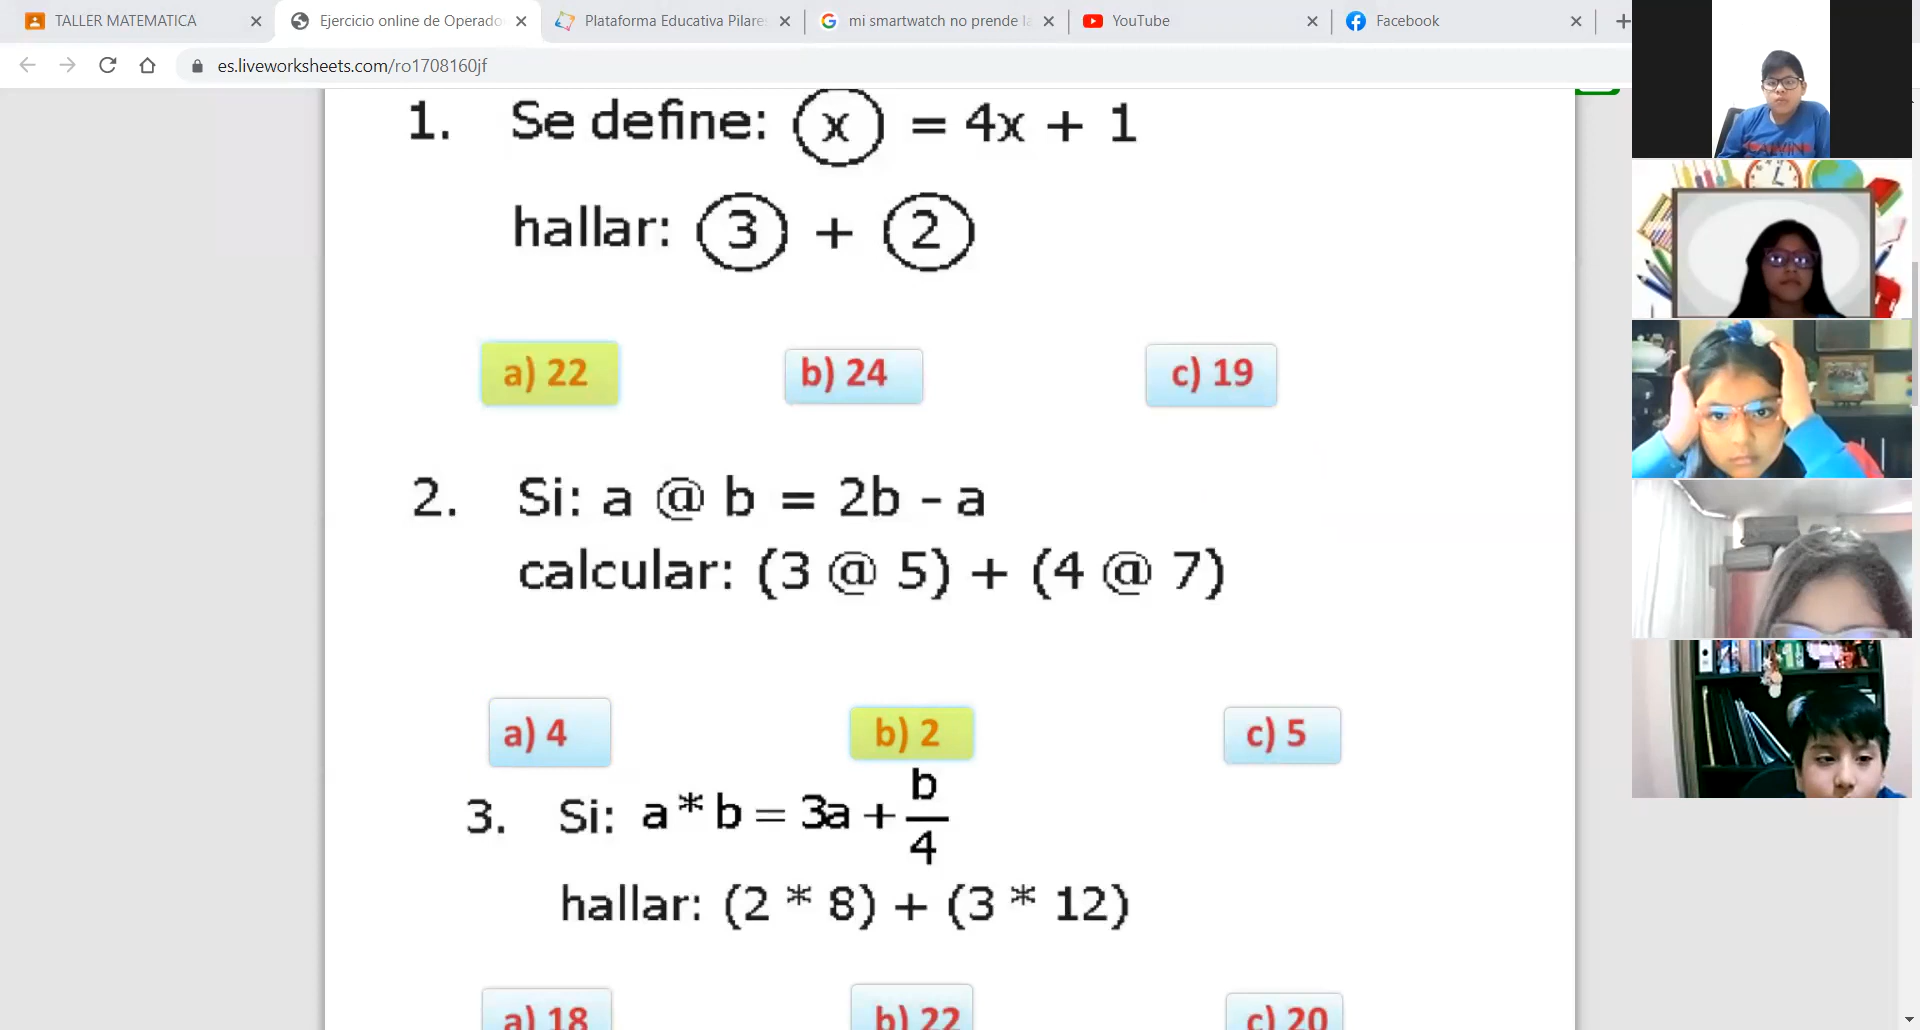 TALLER MATEMATICA
Ejercicio online de Operado
Plataforma Educativa Pilare
mi smartwatch no prende la
YouTube
Facebook
es.liveworksheets.com/ro1708160jf
1. Se define: x = 4x + 1
hallar: 3 + 2
a) 22
b) 24
c) 19
2. Si: a @ b = 2b - a
calcular: (3 @ 5) + (4 @ 7)
a) 4
b) 2
c) 5
3. Si: a * b = 3a + b/4
hallar: (2 * 8) + (3 * 12)
a) 18
b) 22
c) 20